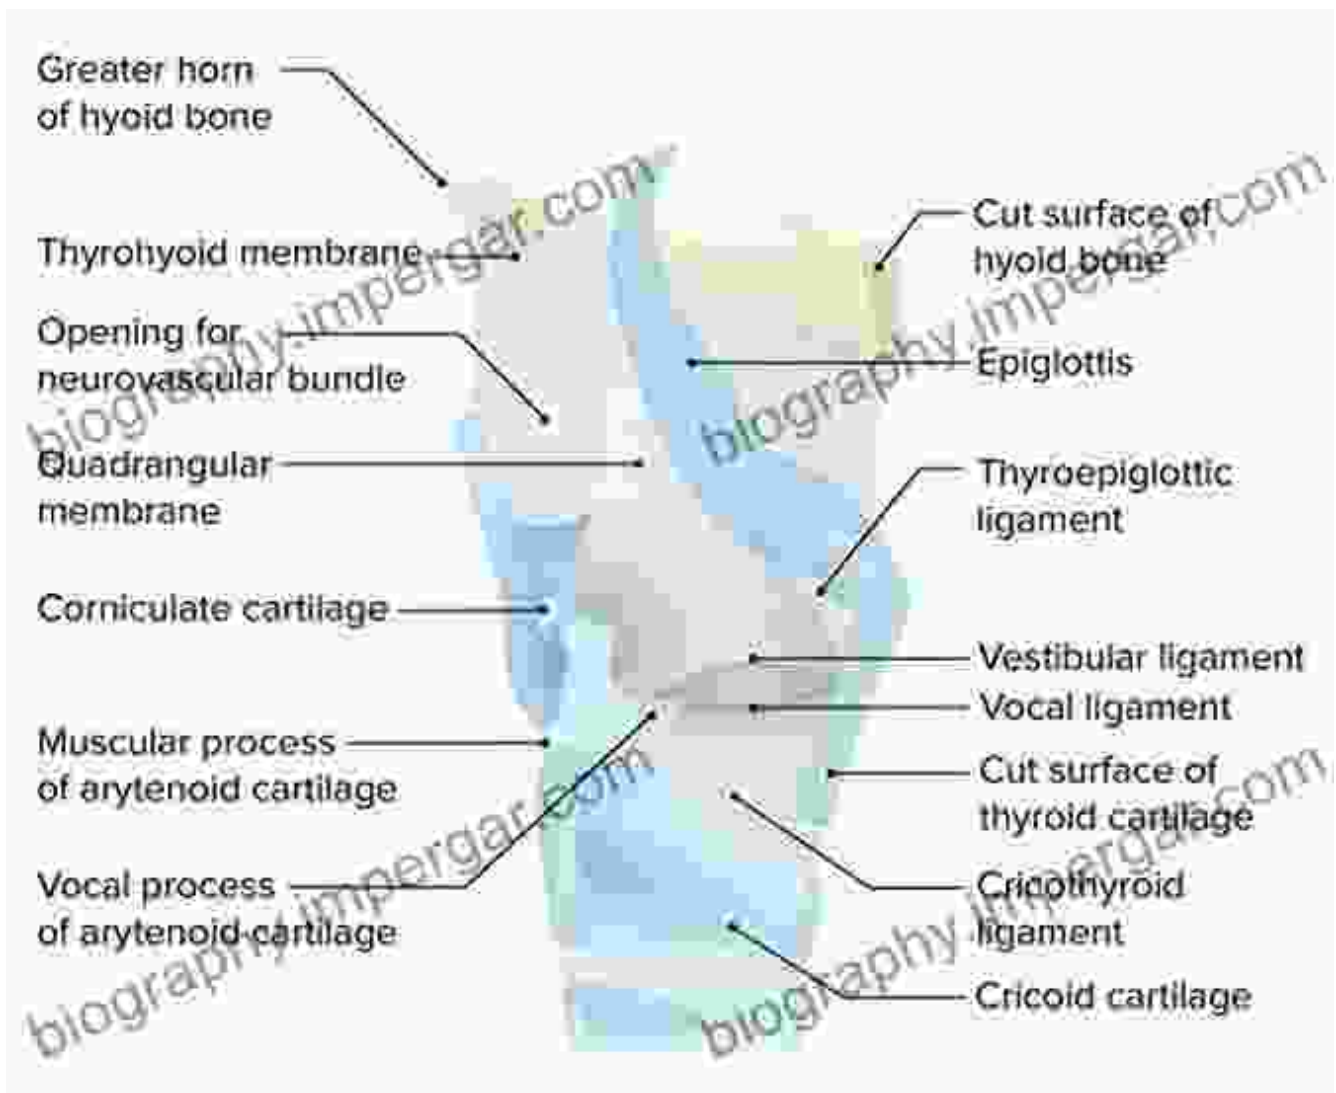 Greater horn
of hyoid bone
Thyrohyoid membrane
Opening for
neurovascular bundle
Quadrangular
membrane
Corniculate cartilage
Muscular process
of arytenoid cartilage
Vocal process
of arytenoid cartilage
Cut surface of
hyoid bone
Epiglottis
Thyroepiglottic
ligament
Vestibular ligament
Vocal ligament
Cut surface of
thyroid cartilage
Cricothyroid
ligament
Cricoid cartilage
biography.impergar.com
biography.impergar.com
biography.impergar.com
biography.impergar.com